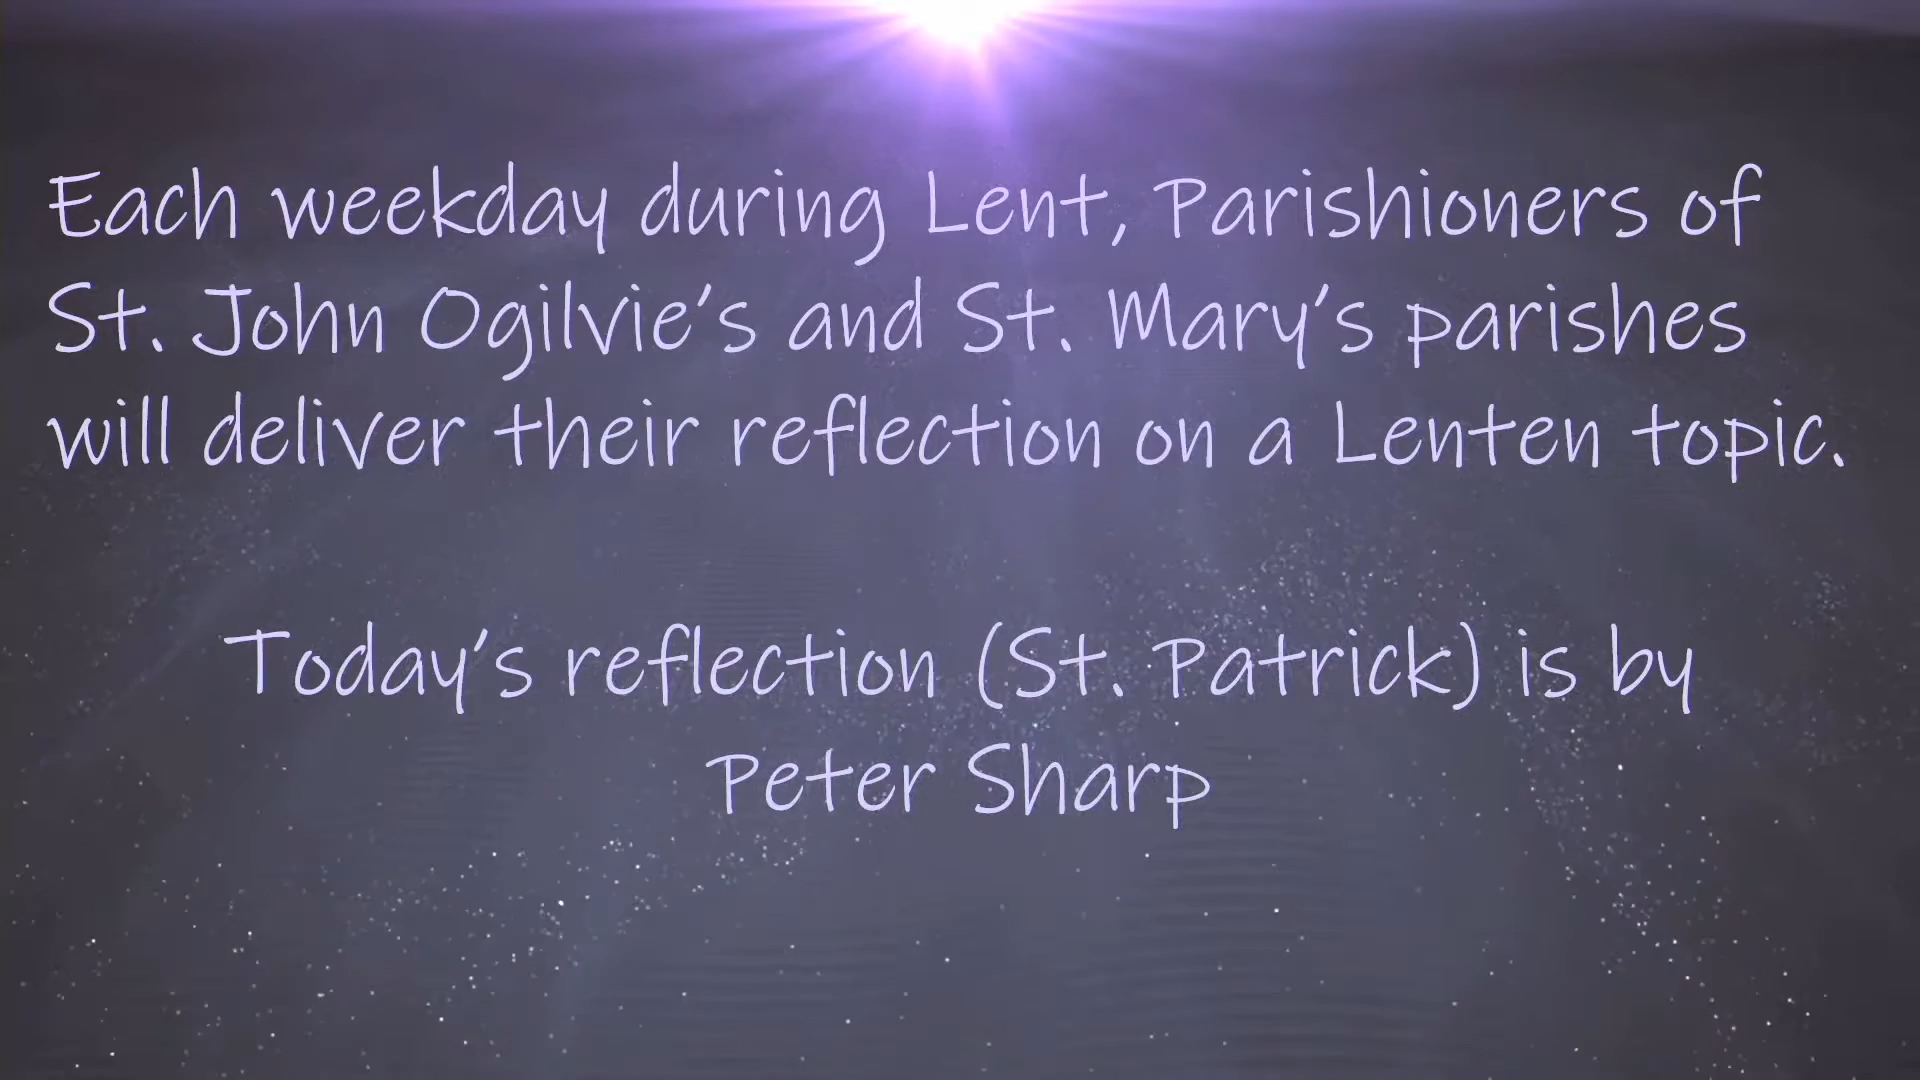 Each weekday during Lent, Parishioners of
St. John Ogilvie's and St. Mary's parishes
will deliver their reflection on a Lenten topic.
Today's reflection (St. Patrick) is by
Peter Sharp